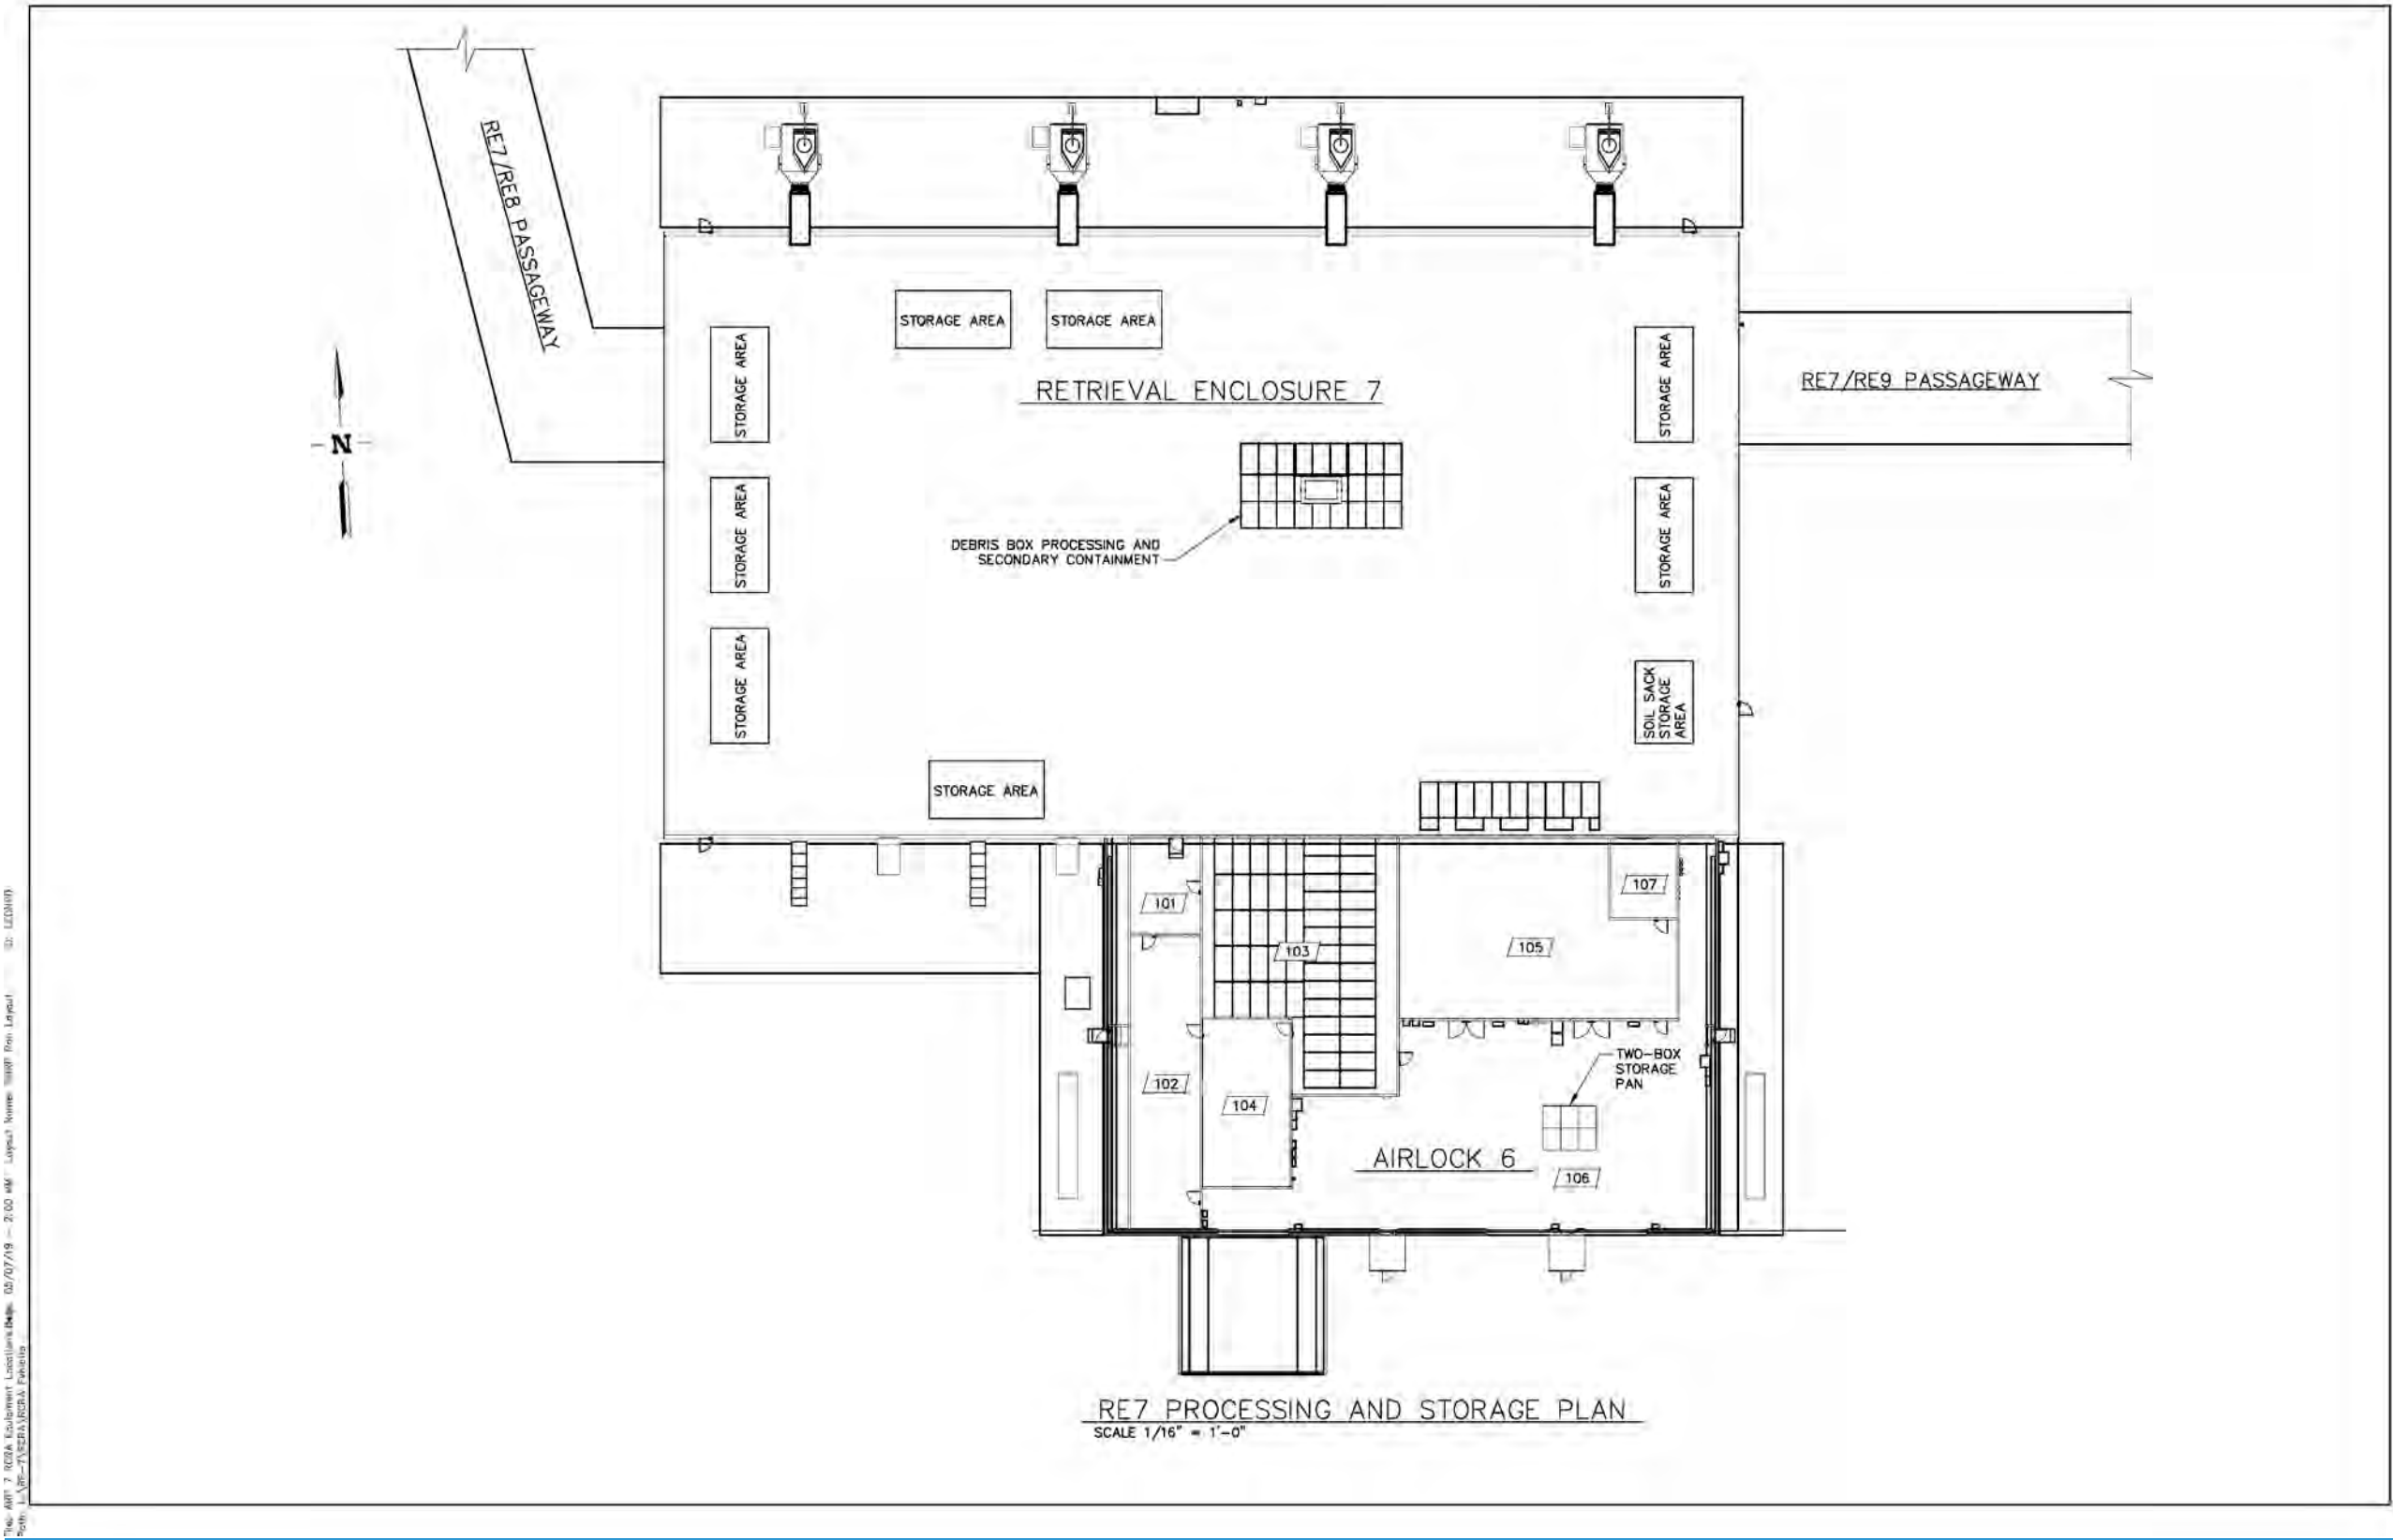 RE7/RE8 PASSAGEWAY
STORAGE AREA
STORAGE AREA
STORAGE AREA
STORAGE AREA
RETRIEVAL ENCLOSURE 7
RE7/RE9 PASSAGEWAY
N
STORAGE AREA
STORAGE AREA
DEBRIS BOX PROCESSING AND
SECONDARY CONTAINMENT
STORAGE AREA
SOIL SACK
STORAGE
AREA
STORAGE AREA
101
103
105
107
102
104
TWO-BOX
STORAGE
PAN
AIRLOCK 6
106
RE7 PROCESSING AND STORAGE PLAN
SCALE 1/16" = 1'-0"